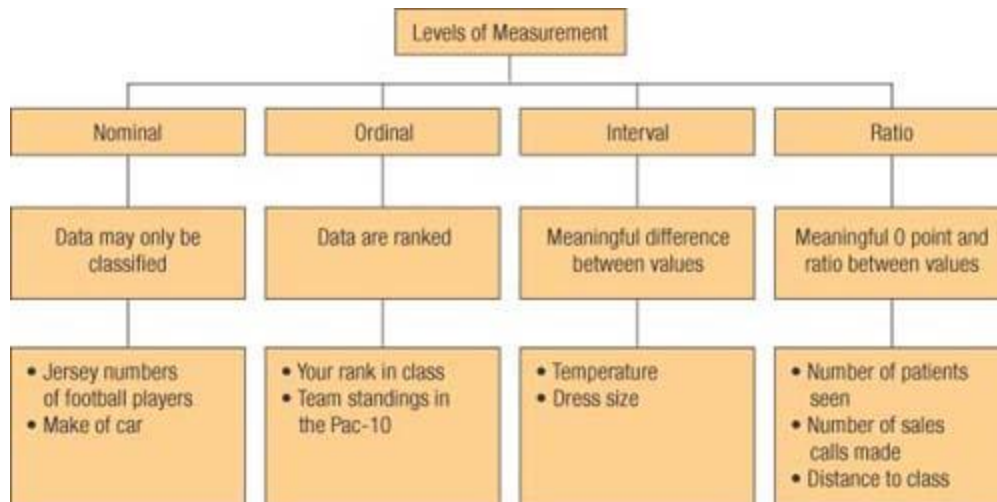 Levels of Measurement
Nominal
Ordinal
Interval
Ratio
Data may only be
classified
Data are ranked
Meaningful difference
between values
Meaningful 0 point and
ratio between values
• Jersey numbers
of football players
• Make of car
• Your rank in class
• Team standings in
the Pac-10
• Temperature
• Dress size
• Number of patients
seen
• Number of sales
calls made
• Distance to class